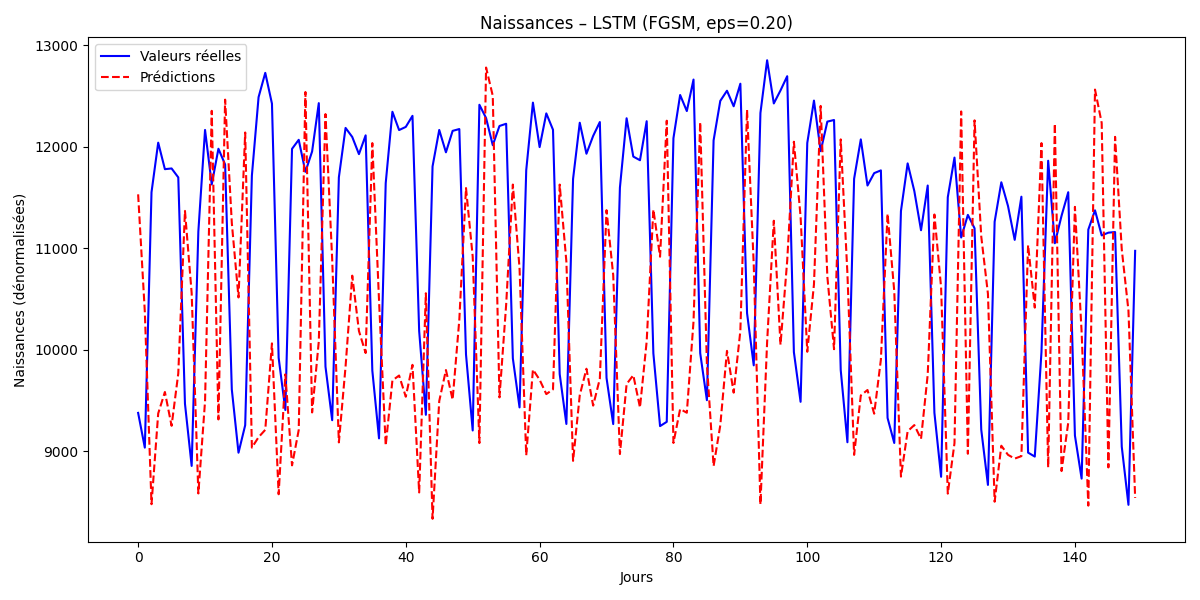 Naissances – LSTM (FGSM, eps=0.20)
Valeurs réelles
Prédictions
Naissances (dénormalisées)
13000
12000
11000
10000
9000
0 20 40 60 80 100 120 140
Jours